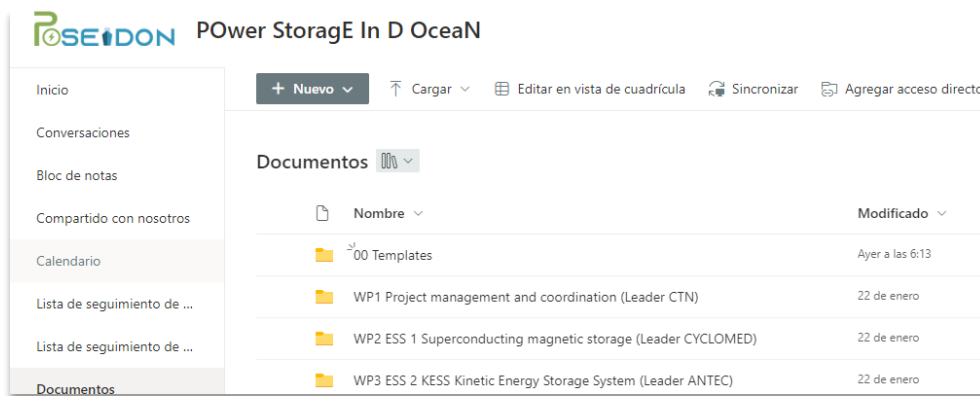 POSEIDON POwer StoragE In D OceaN
Inicio
Conversaciones
Bloc de notas
Compartido con nosotros
Calendario
Lista de seguimiento de ...
Lista de seguimiento de ...
Documentos
+ Nuevo
Cargar
Editar en vista de cuadrícula
Sincronizar
Agregar acceso directo
Documentos
Nombre Modificado
00 Templates Ayer a las 6:13
WP1 Project management and coordination (Leader CTN) 22 de enero
WP2 ESS 1 Superconducting magnetic storage (Leader CYCLOMED) 22 de enero
WP3 ESS 2 KESS Kinetic Energy Storage System (Leader ANTEC) 22 de enero